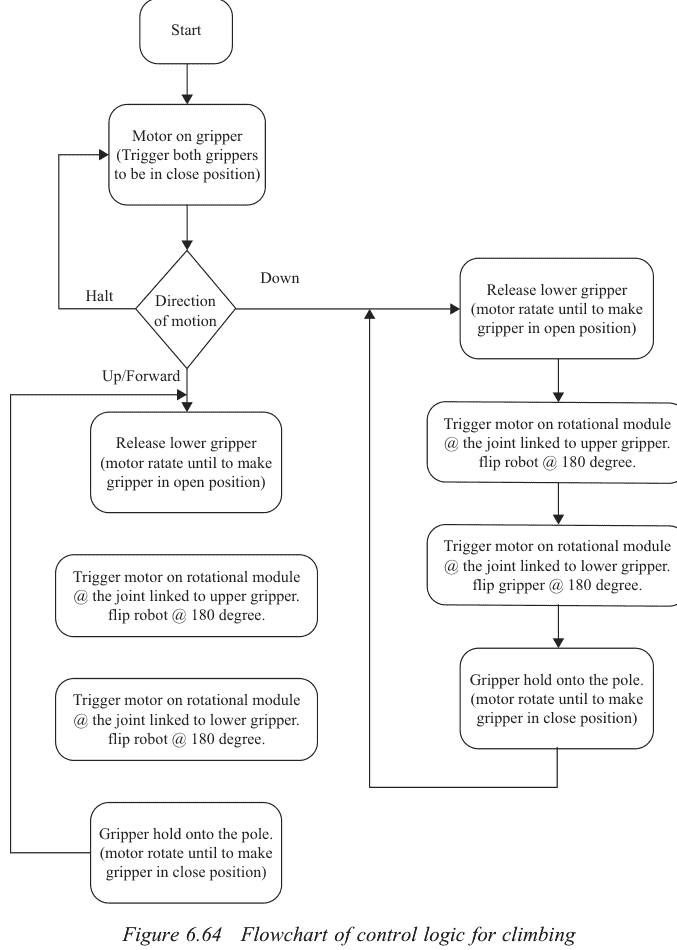 Start
Motor on gripper
(Trigger both grippers
to be in close position)
Direction
of motion
Halt
Down
Up/Forward
Release lower gripper
(motor ratate until to make
gripper in open position)
Trigger motor on rotational module
@ the joint linked to upper gripper.
flip robot @ 180 degree.
Trigger motor on rotational module
@ the joint linked to lower gripper.
flip robot @ 180 degree.
Gripper hold onto the pole.
(motor rotate until to make
gripper in close position)
Release lower gripper
(motor ratate until to make
gripper in open position)
Trigger motor on rotational module
@ the joint linked to upper gripper.
flip robot @ 180 degree.
Trigger motor on rotational module
@ the joint linked to lower gripper.
flip gripper @ 180 degree.
Gripper hold onto the pole.
(motor rotate until to make
gripper in close position)
Figure 6.64 Flowchart of control logic for climbing